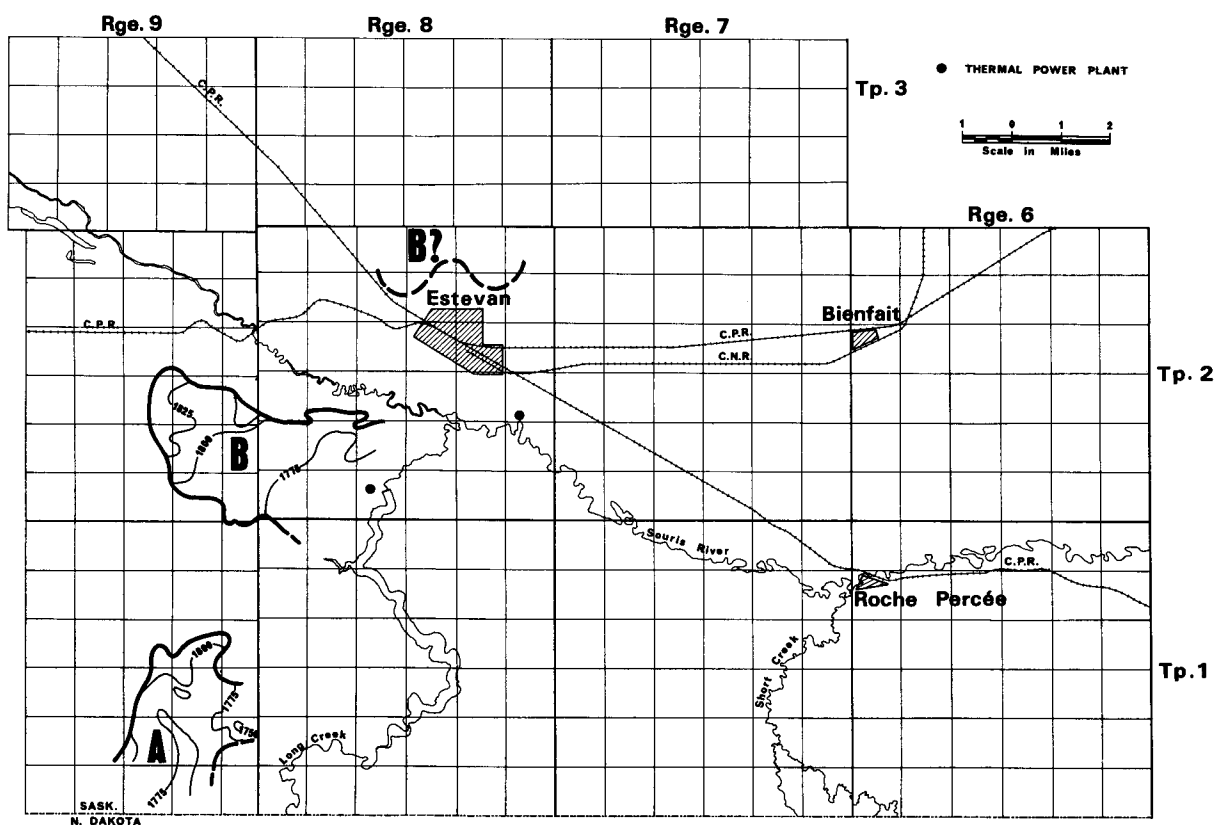 Rge. 9
Rge. 8
Rge. 7
THERMAL POWER PLANT
C.P.R.
Tp. 3
1 0 1 2
Scale in Miles
Rge. 6
B?
Estevan
Bienfait
C.P.R.
C.P.R.
C.N.R.
Tp. 2
1825
1800
B
1775
Souris River
C.P.R.
Roche Percée
1800
Short Creek
Tp. 1
1775
1750
A
Long Creek
1775
SASK.
N. DAKOTA